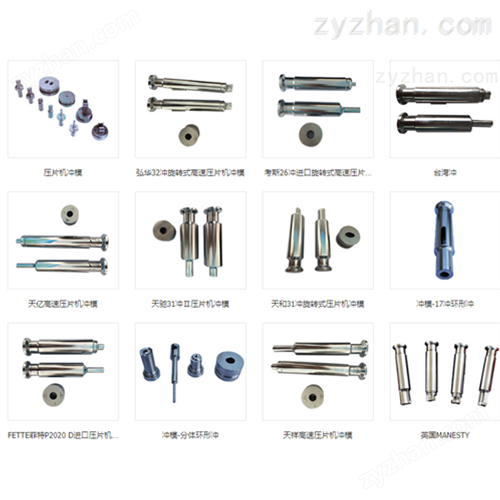 zyzhan.com
压片机冲模
弘华32冲旋转式高速压片机冲模
考斯26冲进口旋转式高速压片...
台湾冲
天亿高速压片机冲模
天驰31冲Ⅱ压片机冲模
天和31冲旋转式压片机冲模
冲模-17冲环形冲
FETTE菲特P2020 D进口压片机...
冲模-分体环形冲
天祥高速压片机冲模
英国MANESTY